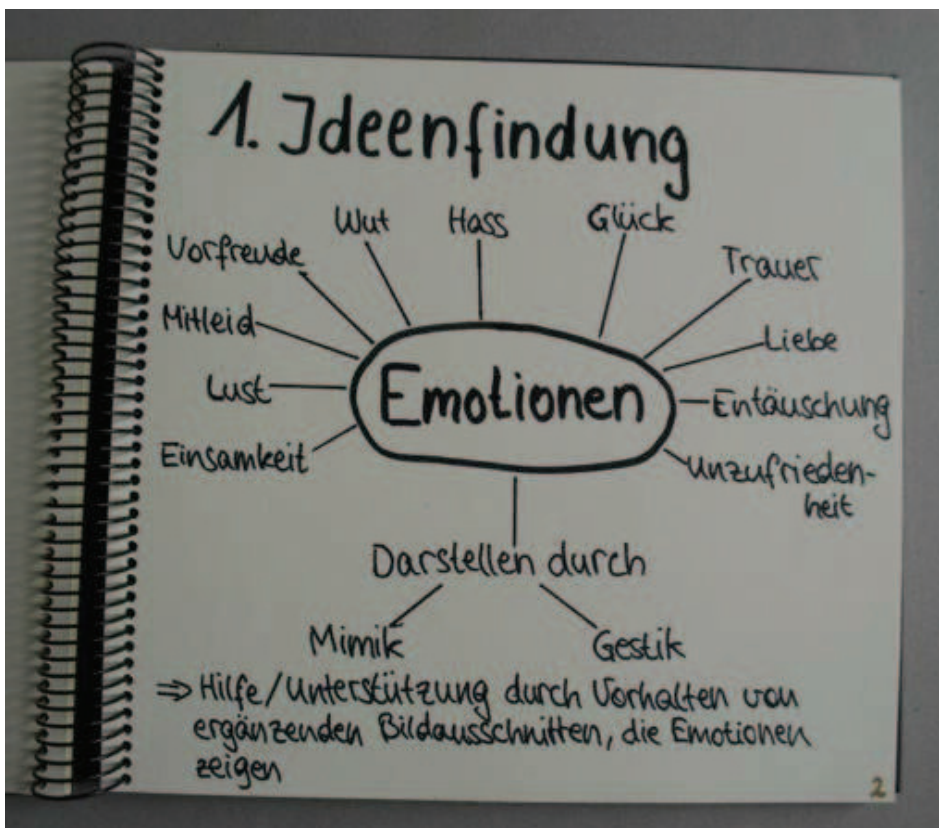 1. Ideenfindung
Wut
Hass
Glück
Vorfreude
Trauer
Mitleid
Liebe
Lust
Emotionen
Entäuschung
Einsamkeit
Unzufrieden-
heit
Darstellen durch
Mimik
Gestik
⇒ Hilfe/Unterstützung durch Vorhalten von
ergänzenden Bildausschnitten, die Emotionen
zeigen
2